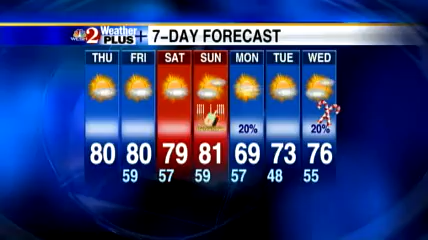 2 Weather PLUS+ 7-DAY FORECAST
THU FRI SAT SUN MON TUE WED
20% 20%
80 80 79 81 69 73 76
59 57 59 57 48 55